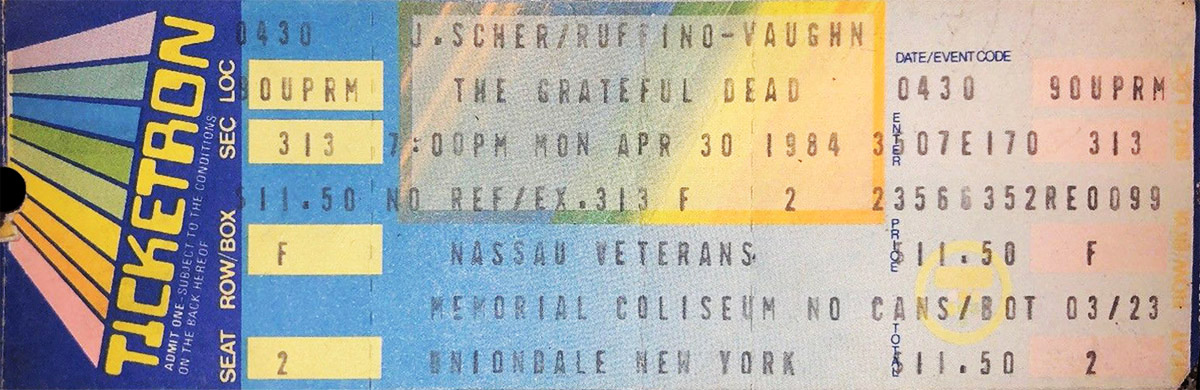 TICKETRON
ADMIT ONE-SUBJECT TO THE CONDITIONS
ON THE BACK HEREOF
LOC
SEC
ROW/BOX
SEAT
0430 J.SCHER/RUFFINO-VAUGHN
DATE/EVENT CODE
90UPRM THE GRATEFUL DEAD 0430 90UPRM
ENTER
313 7:00PM MON APR 30 1984 3507E170 313
$11.50 NO REF/EX.313 F 2 23566352RE0099
PRICE
F NASSAU VETERANS $11.50 F
MEMORIAL COLISEUM NO CANS/BOT 03/23
TOTAL
2 UNIONDALE NEW YORK $11.50 2